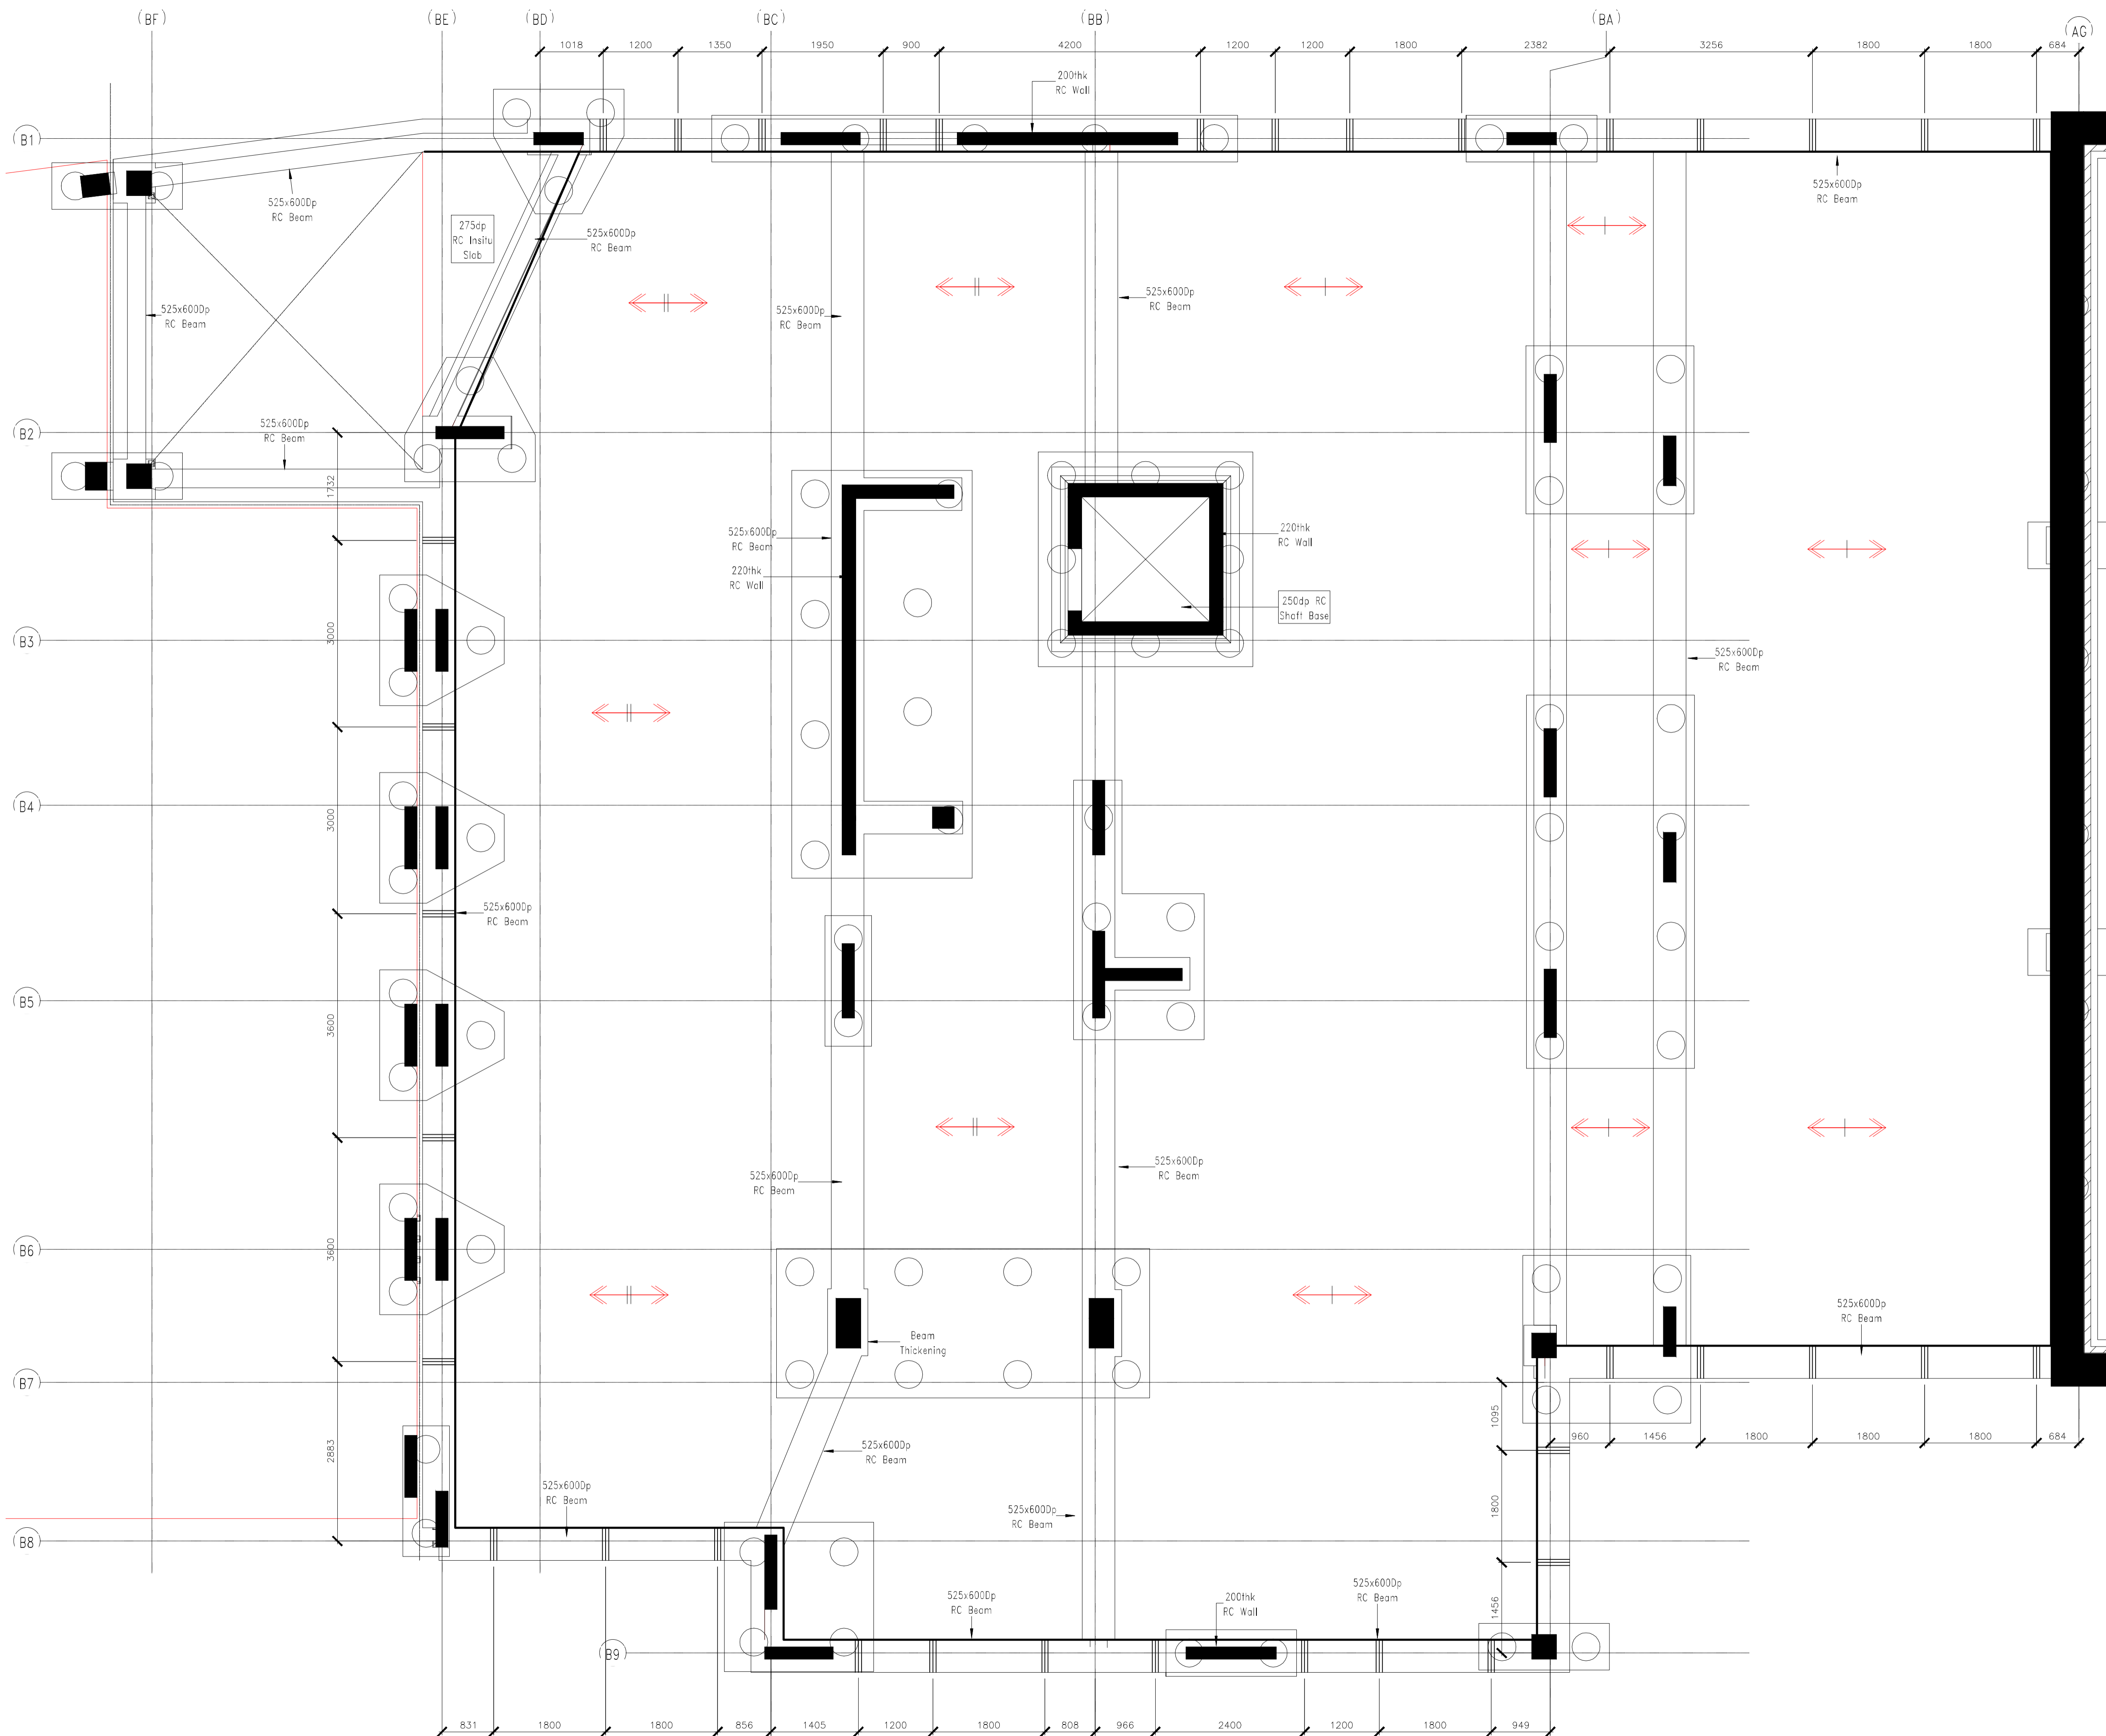 BF
BE
BD
BC
BB
BA
AG
1018
1200
1350
1950
900
4200
1200
1200
1800
2382
3256
1800
1800
684
200thk
RC Wall
B1
525x600Dp
RC Beam
525x600Dp
RC Beam
275dp
RC Insitu
Slab
525x600Dp
RC Beam
525x600Dp
RC Beam
525x600Dp
RC Beam
525x600Dp
RC Beam
525x600Dp
RC Beam
B2
1732
525x600Dp
RC Beam
220thk
RC Wall
220thk
RC Wall
250dp RC
Shaft Base
B3
3000
525x600Dp
RC Beam
B4
3000
525x600Dp
RC Beam
B5
3600
525x600Dp
RC Beam
525x600Dp
RC Beam
B6
3600
Beam
Thickening
525x600Dp
RC Beam
B7
1095
960
1456
1800
1800
1800
684
2883
525x600Dp
RC Beam
525x600Dp
RC Beam
525x600Dp
RC Beam
1800
B8
525x600Dp
RC Beam
200thk
RC Wall
525x600Dp
RC Beam
1456
B9
831
1800
1800
856
1405
1200
1800
808
966
2400
1200
1800
949